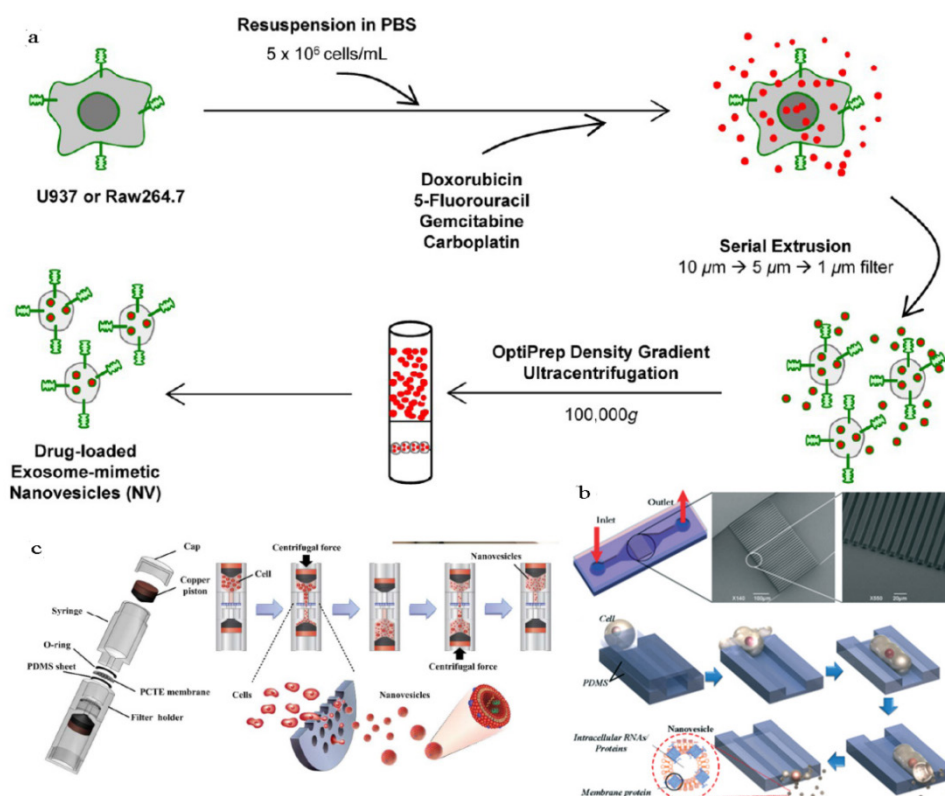 a
Resuspension in PBS
5 x 10⁶ cells/mL
U937 or Raw264.7
Doxorubicin
5-Fluorouracil
Gemcitabine
Carboplatin
Serial Extrusion
10 µm → 5 µm → 1 µm filter
OptiPrep Density Gradient
Ultracentrifugation
100,000g
Drug-loaded
Exosome-mimetic
Nanovesicles (NV)
b
Inlet
Outlet
X140 100µm
20µm
Cell
PDMS
Intracellular RNAs/
Proteins
Nanovesicle
Membrane protein
c
Cap
Copper
piston
Syringe
O-ring
PDMS sheet
PCTE membrane
Filter holder
Centrifugal force
Cell
Nanovesicles
Centrifugal force
Cells
Nanovesicles